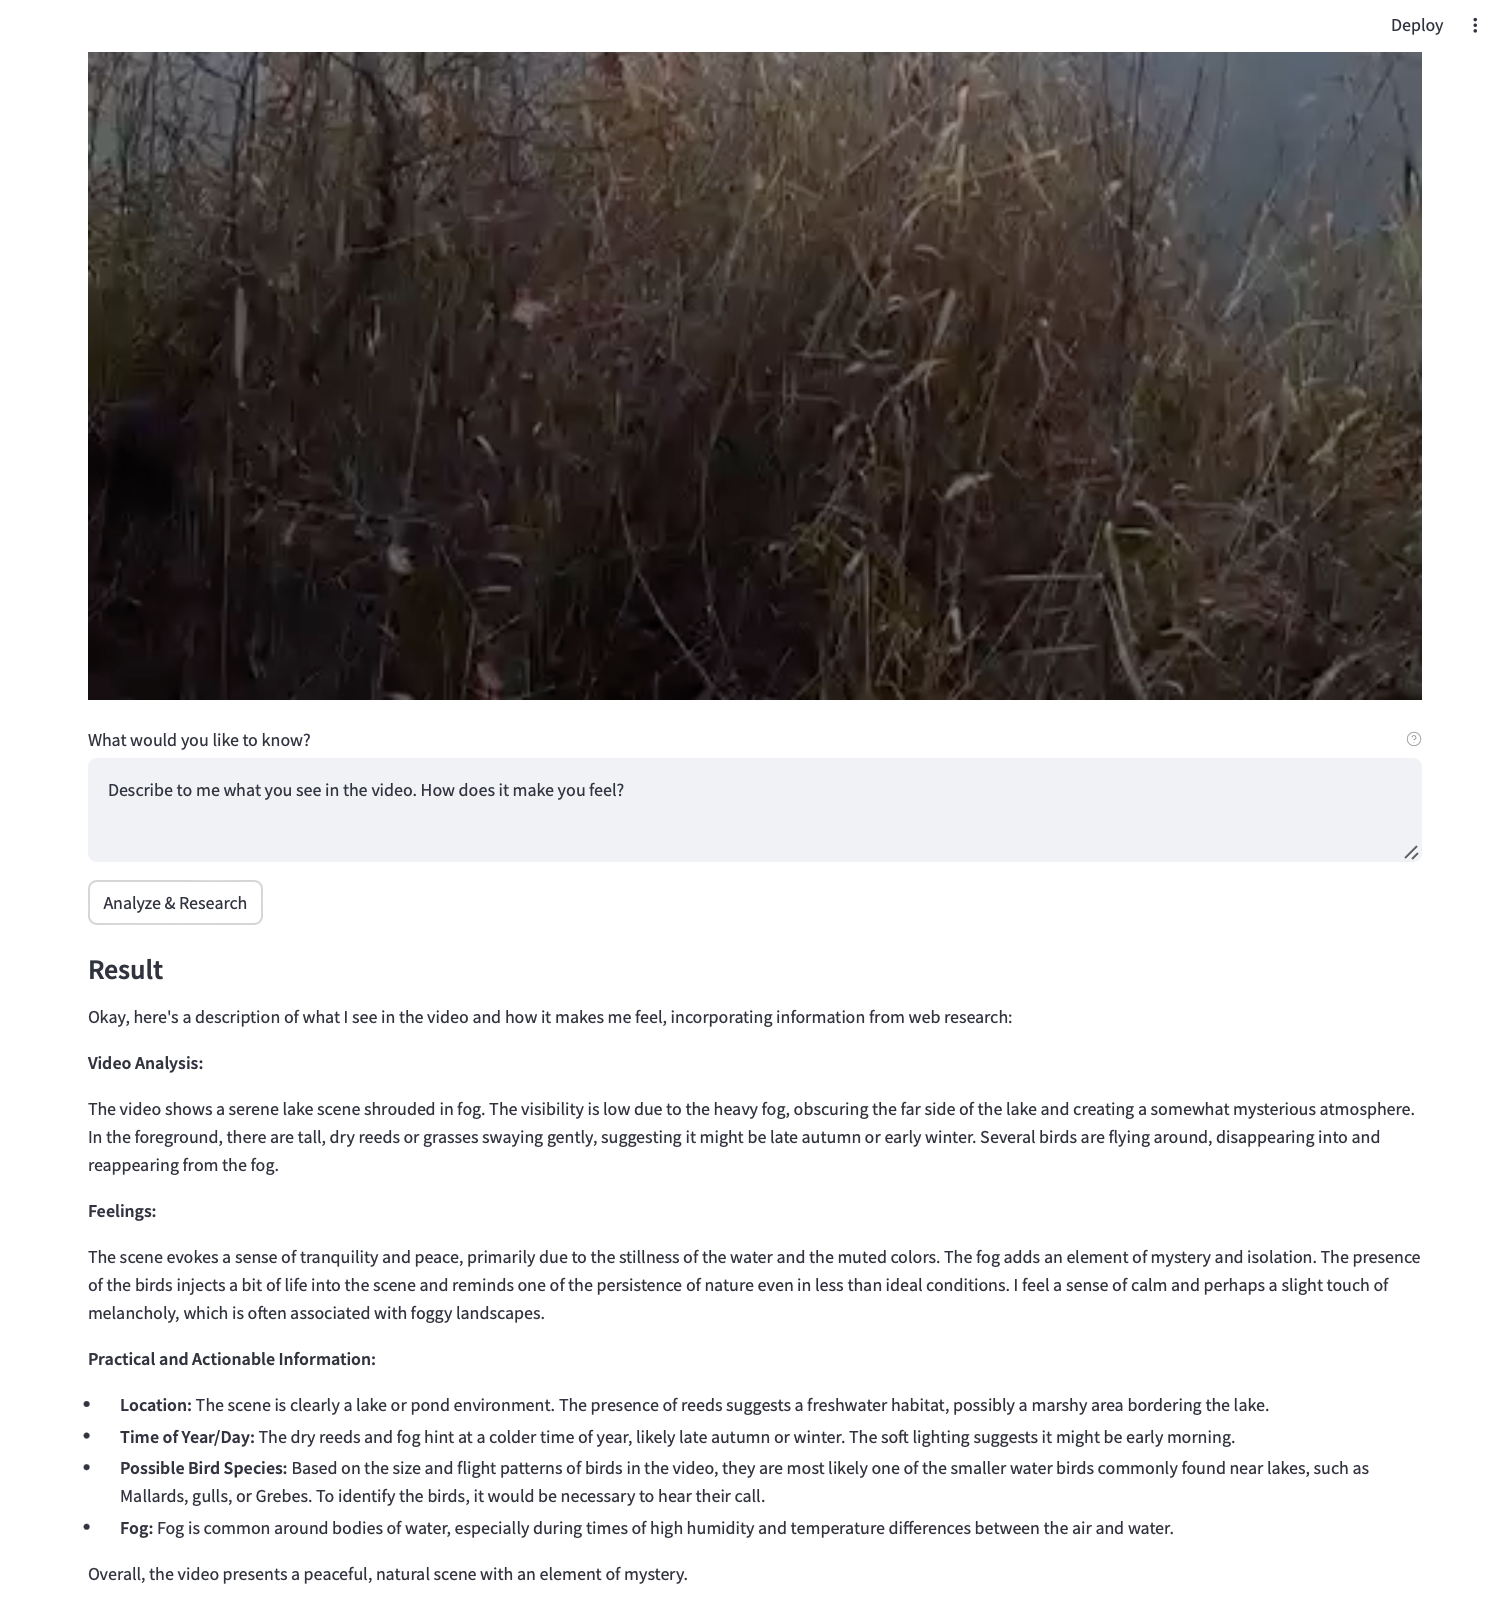 Deploy
What would you like to know?
Describe to me what you see in the video. How does it make you feel?
Analyze & Research
Result
Okay, here's a description of what I see in the video and how it makes me feel, incorporating information from web research:
Video Analysis:
The video shows a serene lake scene shrouded in fog. The visibility is low due to the heavy fog, obscuring the far side of the lake and creating a somewhat mysterious atmosphere.
In the foreground, there are tall, dry reeds or grasses swaying gently, suggesting it might be late autumn or early winter. Several birds are flying around, disappearing into and
reappearing from the fog.
Feelings:
The scene evokes a sense of tranquility and peace, primarily due to the stillness of the water and the muted colors. The fog adds an element of mystery and isolation. The presence
of the birds injects a bit of life into the scene and reminds one of the persistence of nature even in less than ideal conditions. I feel a sense of calm and perhaps a slight touch of
melancholy, which is often associated with foggy landscapes.
Practical and Actionable Information:
• Location: The scene is clearly a lake or pond environment. The presence of reeds suggests a freshwater habitat, possibly a marshy area bordering the lake.
• Time of Year/Day: The dry reeds and fog hint at a colder time of year, likely late autumn or winter. The soft lighting suggests it might be early morning.
• Possible Bird Species: Based on the size and flight patterns of birds in the video, they are most likely one of the smaller water birds commonly found near lakes, such as
Mallards, gulls, or Grebes. To identify the birds, it would be necessary to hear their call.
• Fog: Fog is common around bodies of water, especially during times of high humidity and temperature differences between the air and water.
Overall, the video presents a peaceful, natural scene with an element of mystery.